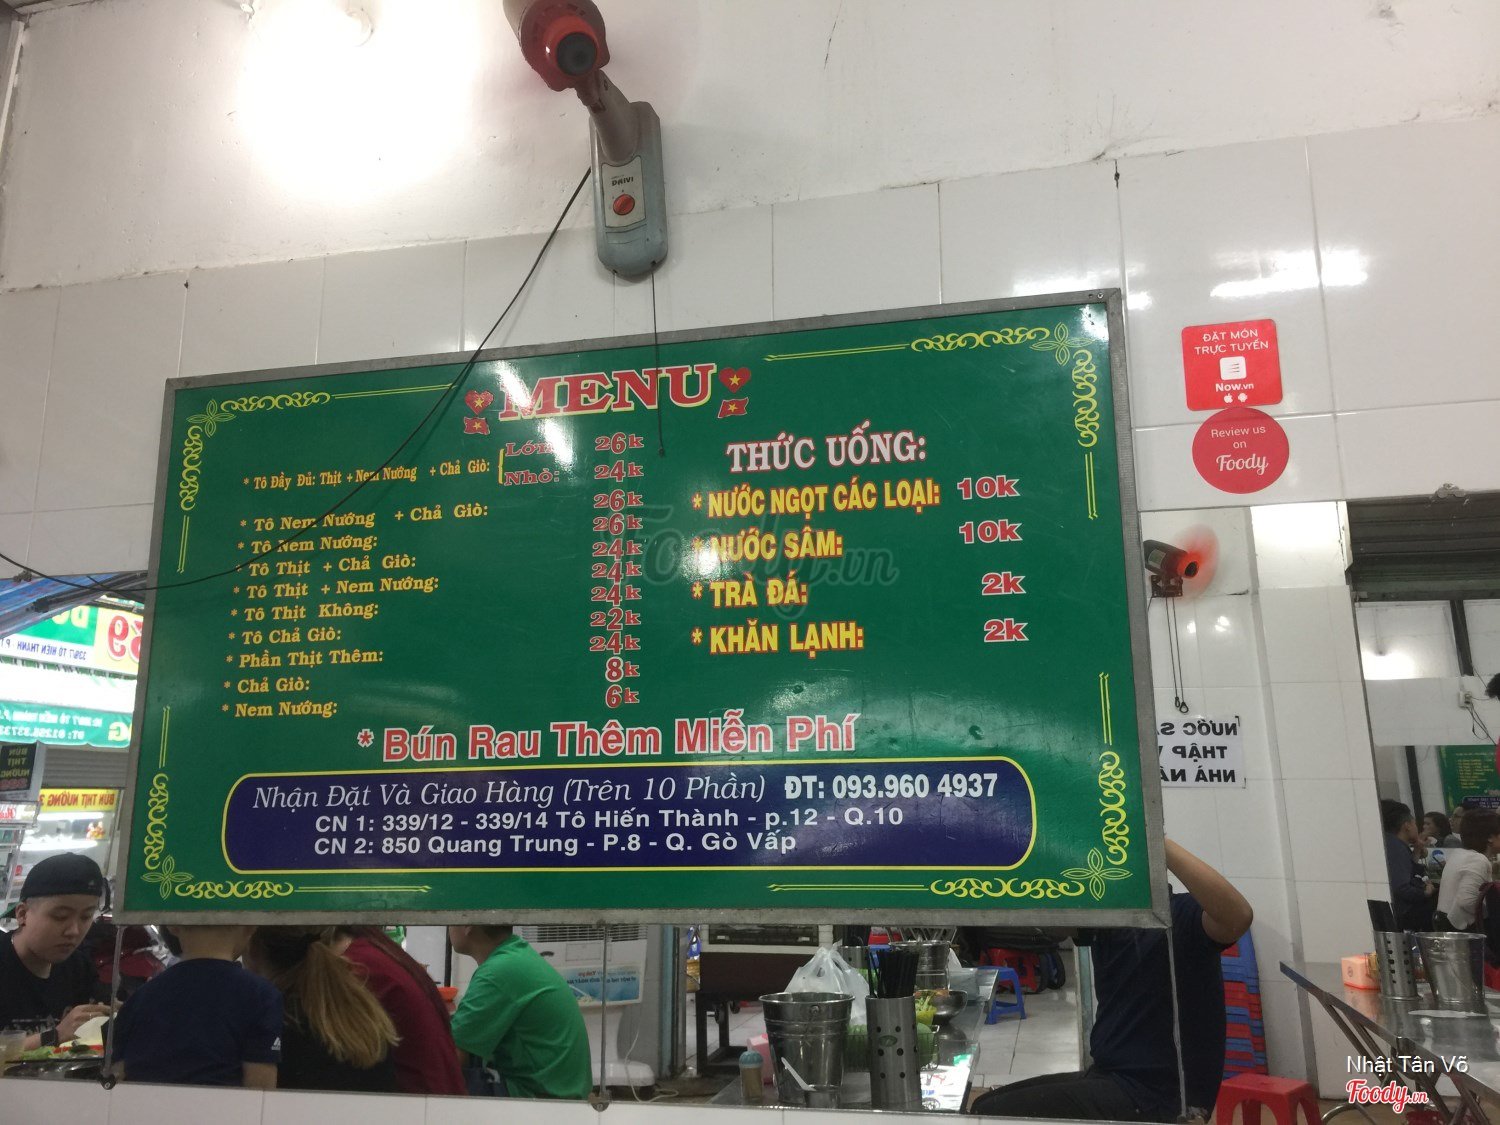 MENU
* Tô Đầy Đủ: Thịt + Nem Nướng + Chả Giò: Lớn: 26k
Nhỏ: 24k
* Tô Nem Nướng + Chả Giò: 26k
* Tô Nem Nướng: 26k
* Tô Thịt + Chả Giò: 24k
* Tô Thịt + Nem Nướng: 24k
* Tô Thịt Không: 24k
* Tô Chả Giò: 22k
* Phần Thịt Thêm: 24k
* Chả Giò: 8k
* Nem Nướng: 6k
THỨC UỐNG:
* NƯỚC NGỌT CÁC LOẠI: 10k
* NƯỚC SÂM: 10k
* TRÀ ĐÁ: 2k
* KHĂN LẠNH: 2k
* Bún Rau Thêm Miễn Phí
Nhận Đặt Và Giao Hàng (Trên 10 Phần) ĐT: 093.960 4937
CN 1: 339/12 - 339/14 Tô Hiến Thành - p.12 - Q.10
CN 2: 850 Quang Trung - P.8 - Q. Gò Vấp
ĐẶT MÓN
TRỰC TUYẾN
Now.vn
Review us
on
Foody
Foody.vn
NƯỚC S
THẬP
NHÀ NẤ
Nhật Tân Võ
Foody.vn